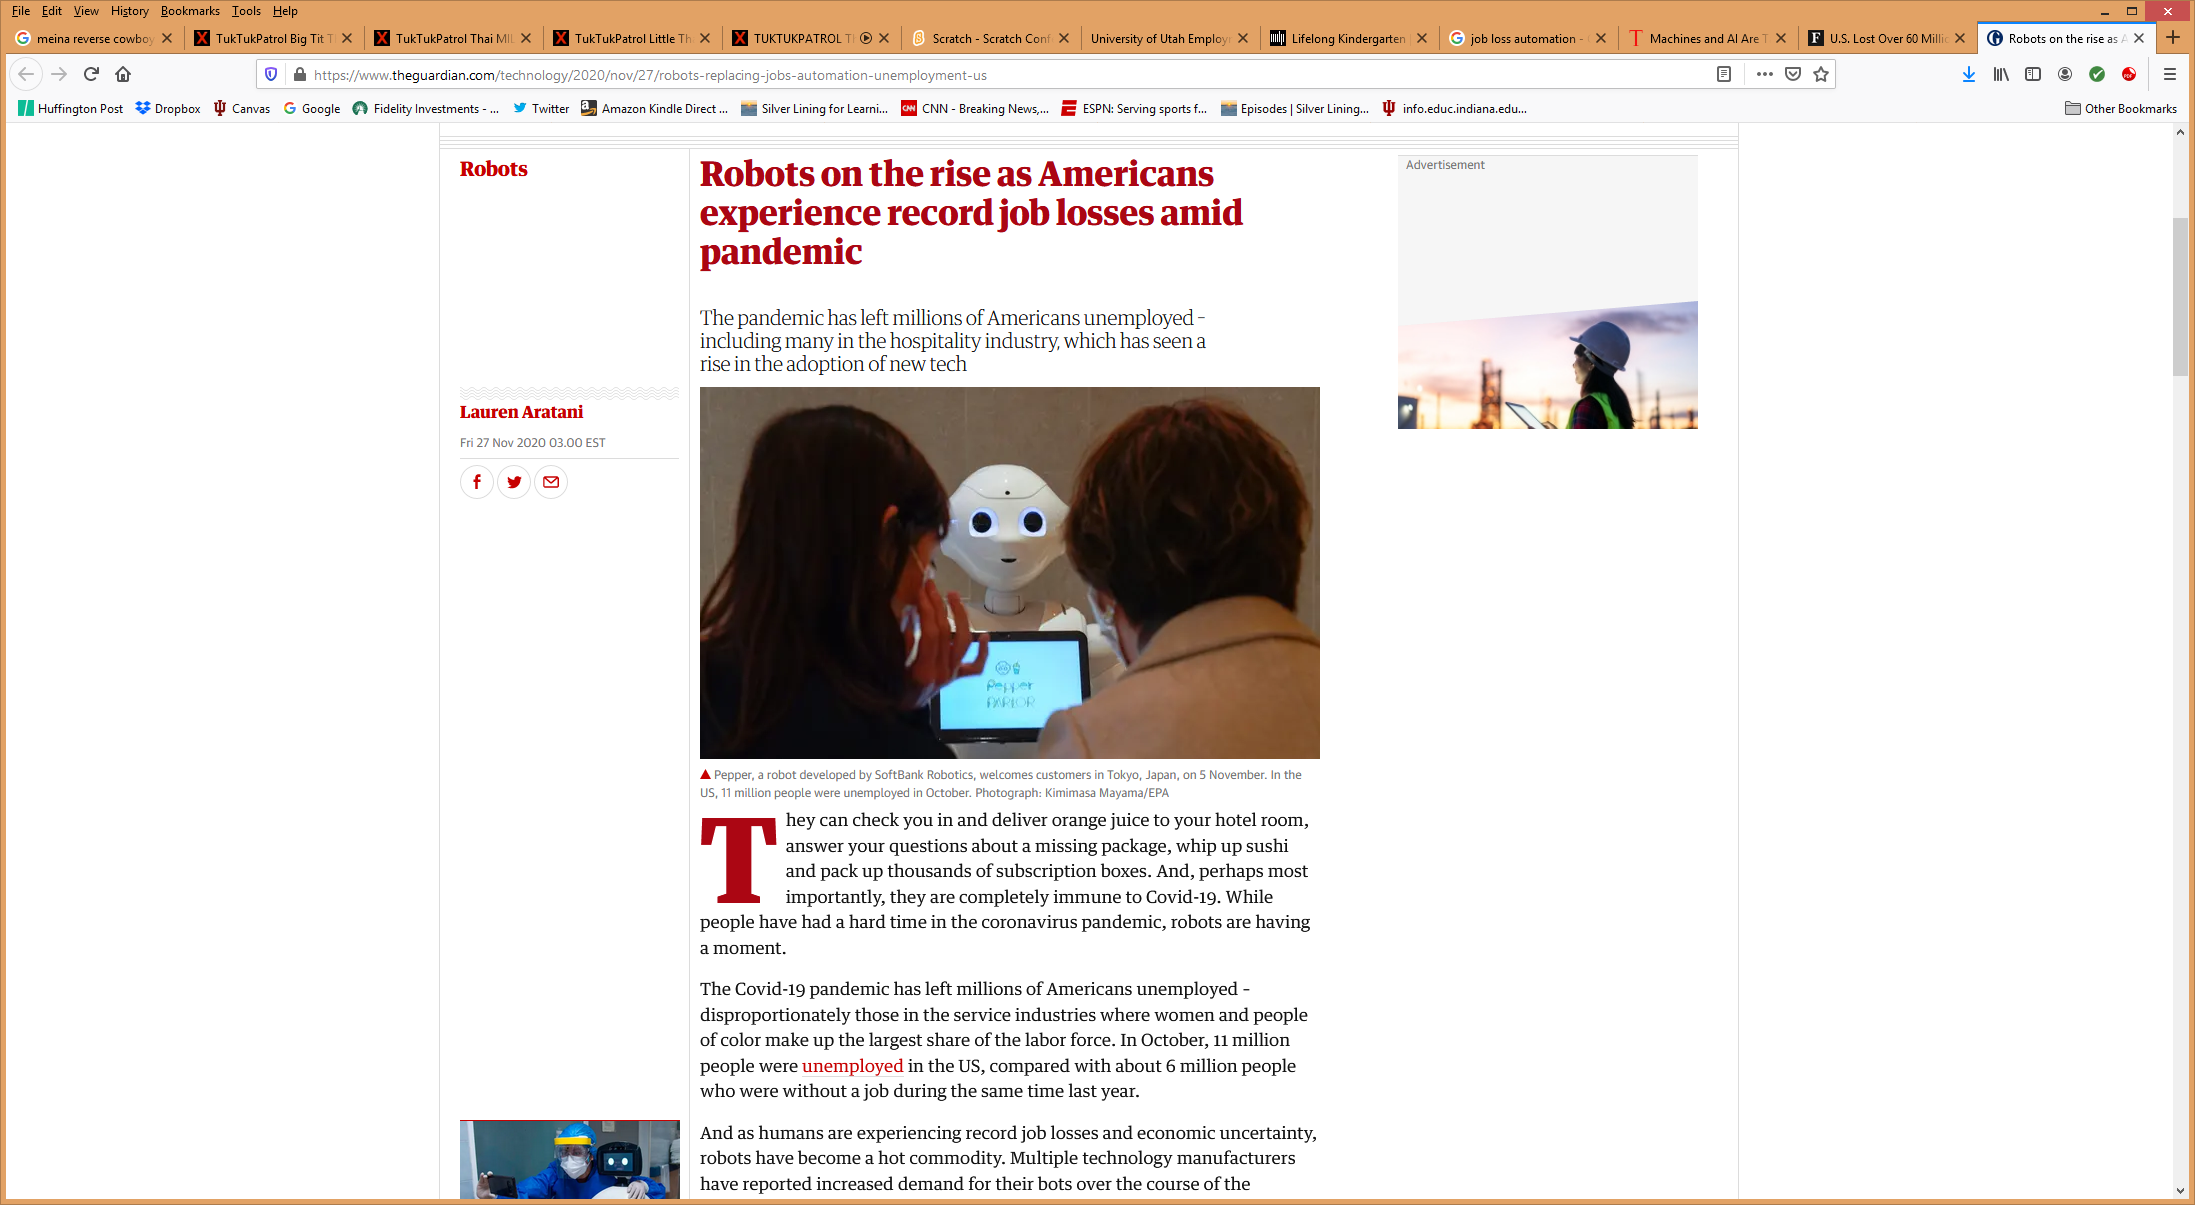 File Edit View History Bookmarks Tools Help
meina reverse cowboy
TukTukPatrol Big Tit T
TukTukPatrol Thai MIL
TukTukPatrol Little Th
TUKTUKPATROL T
Scratch - Scratch Conf
University of Utah Employ
Lifelong Kindergarten
job loss automation -
Machines and AI Are T
U.S. Lost Over 60 Milli
Robots on the rise as A
https://www.theguardian.com/technology/2020/nov/27/robots-replacing-jobs-automation-unemployment-us
Huffington Post Dropbox Canvas Google Fidelity Investments - ... Twitter Amazon Kindle Direct ... Silver Lining for Learni... CNN - Breaking News,... ESPN: Serving sports f... Episodes | Silver Lining... info.educ.indiana.edu... Other Bookmarks
Robots
Robots on the rise as Americans
experience record job losses amid
pandemic
The pandemic has left millions of Americans unemployed –
including many in the hospitality industry, which has seen a
rise in the adoption of new tech
Advertisement
Lauren Aratani
Fri 27 Nov 2020 03.00 EST
Pepper
PARLOR
Pepper, a robot developed by SoftBank Robotics, welcomes customers in Tokyo, Japan, on 5 November. In the
US, 11 million people were unemployed in October. Photograph: Kimimasa Mayama/EPA
They can check you in and deliver orange juice to your hotel room,
answer your questions about a missing package, whip up sushi
and pack up thousands of subscription boxes. And, perhaps most
importantly, they are completely immune to Covid-19. While
people have had a hard time in the coronavirus pandemic, robots are having
a moment.
The Covid-19 pandemic has left millions of Americans unemployed –
disproportionately those in the service industries where women and people
of color make up the largest share of the labor force. In October, 11 million
people were unemployed in the US, compared with about 6 million people
who were without a job during the same time last year.
And as humans are experiencing record job losses and economic uncertainty,
robots have become a hot commodity. Multiple technology manufacturers
have reported increased demand for their bots over the course of the